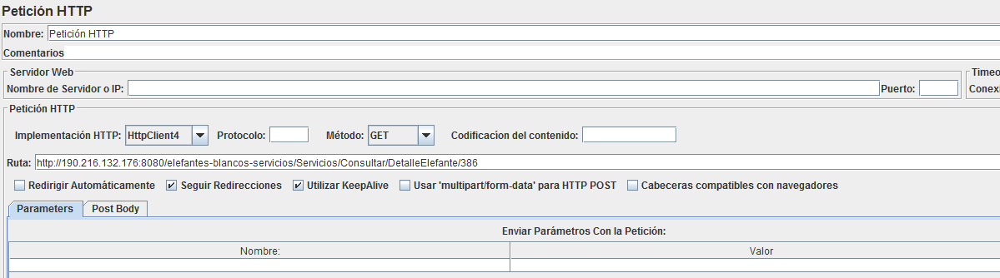 Petición HTTP
Nombre: Petición HTTP
Comentarios
Servidor Web
Timeo
Nombre de Servidor o IP:
Puerto:
Conexi
Petición HTTP
Implementación HTTP: HttpClient4 Protocolo: Método: GET Codificacíon del contenido:
Ruta: http://190.216.132.176:8080/elefantes-blancos-servicios/Servicios/Consultar/DetalleElefante/386
Redirigir Automáticamente Seguir Redirecciones Utilizar KeepAlive Usar 'multipart/form-data' para HTTP POST Cabeceras compatibles con navegadores
Parameters Post Body
Enviar Parámetros Con la Petición:
Nombre: Valor